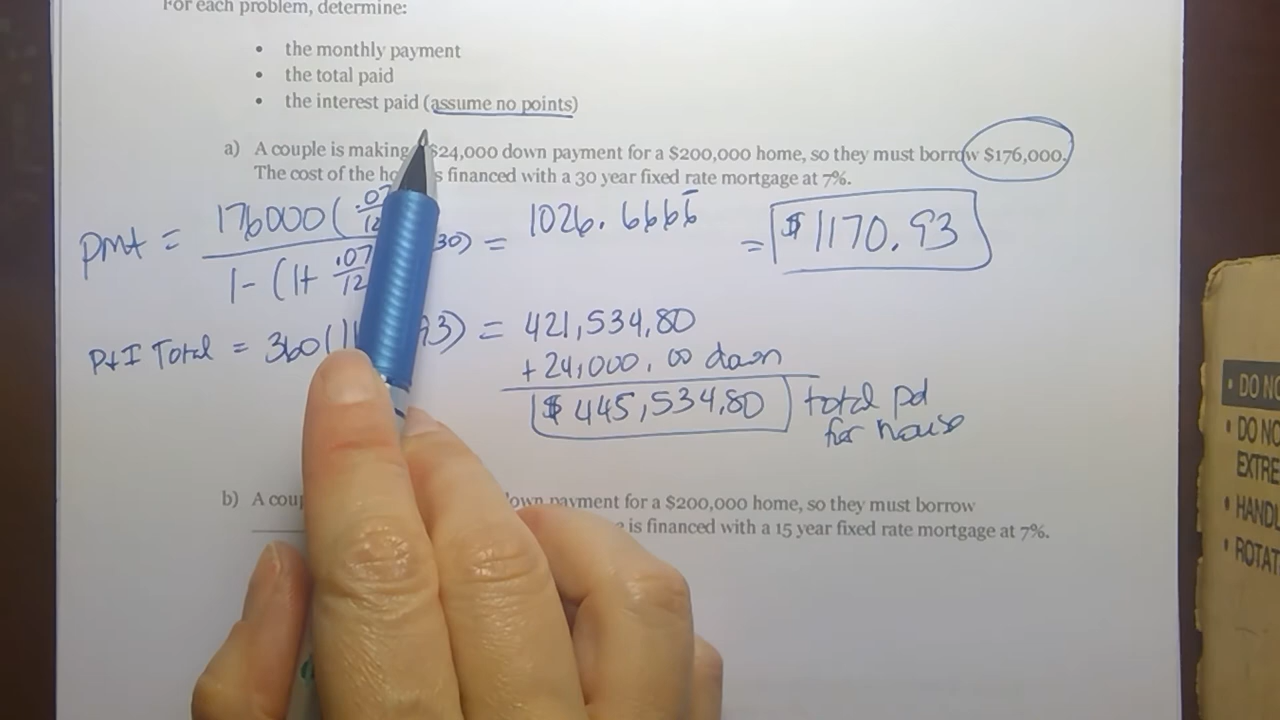 For each problem, determine:
• the monthly payment
• the total paid
• the interest paid (assume no points)
a) A couple is making $24,000 down payment for a $200,000 home, so they must borrow $176,000.
The cost of the financed with a 30 year fixed rate mortgage at 7%.
pmt = 176000(.07/12 / 1-(1+ .07/12 30) = 1026.6666 = $1170.93
P+I Total = 360( 93) = 421,534.80
+24,000.00 down
$445,534.80 total pd
for house
b) A down payment for a $200,000 home, so they must borrow
is financed with a 15 year fixed rate mortgage at 7%.
• DO NO
• DO NO
EXTRE
• HANDL
• ROTAT